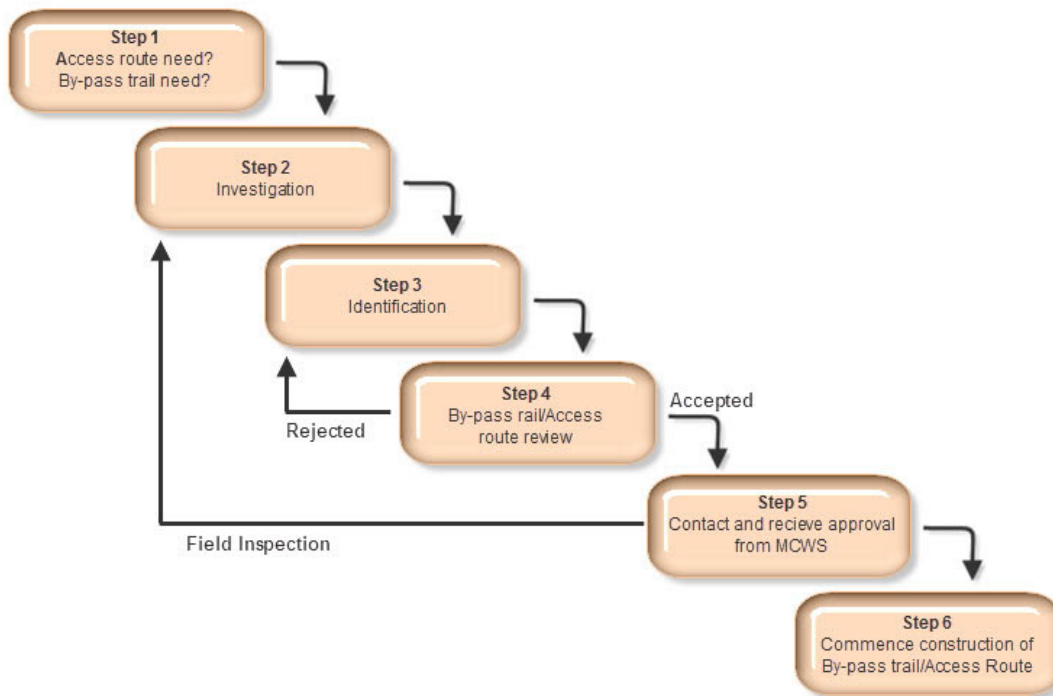 Step 1
Access route need?
By-pass trail need?
Step 2
Investigation
Step 3
Identification
Step 4
By-pass rail/Access
route review
Rejected
Accepted
Step 5
Contact and recieve approval
from MCWS
Field Inspection
Step 6
Commence construction of
By-pass trail/Access Route